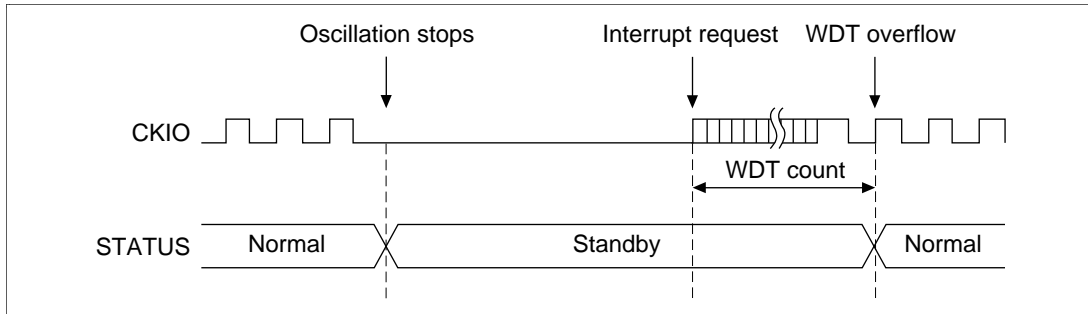 Oscillation stops Interrupt request WDT overflow
CKIO
WDT count
STATUS Normal Standby Normal